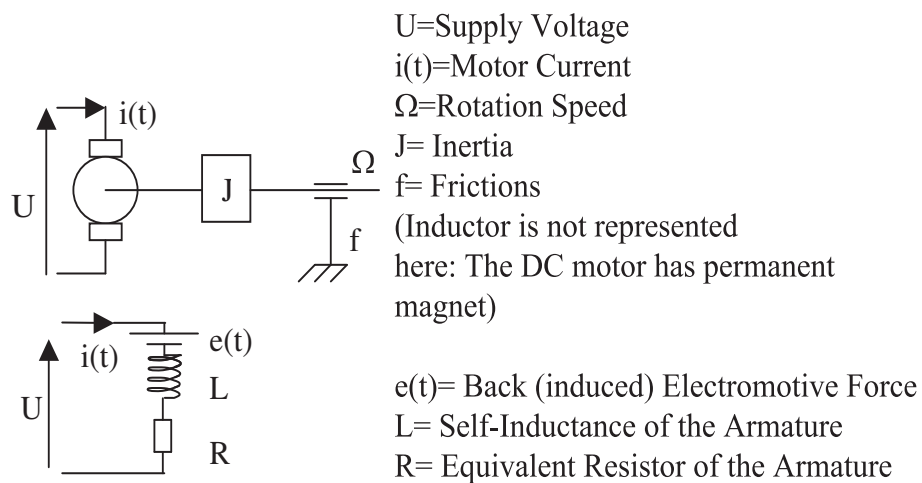 U=Supply Voltage
i(t)=Motor Current
Ω=Rotation Speed
J= Inertia
f= Frictions
(Inductor is not represented
here: The DC motor has permanent
magnet)
i(t)
U
J
Ω
f
i(t)
e(t)
U
L
R
e(t)= Back (induced) Electromotive Force
L= Self-Inductance of the Armature
R= Equivalent Resistor of the Armature